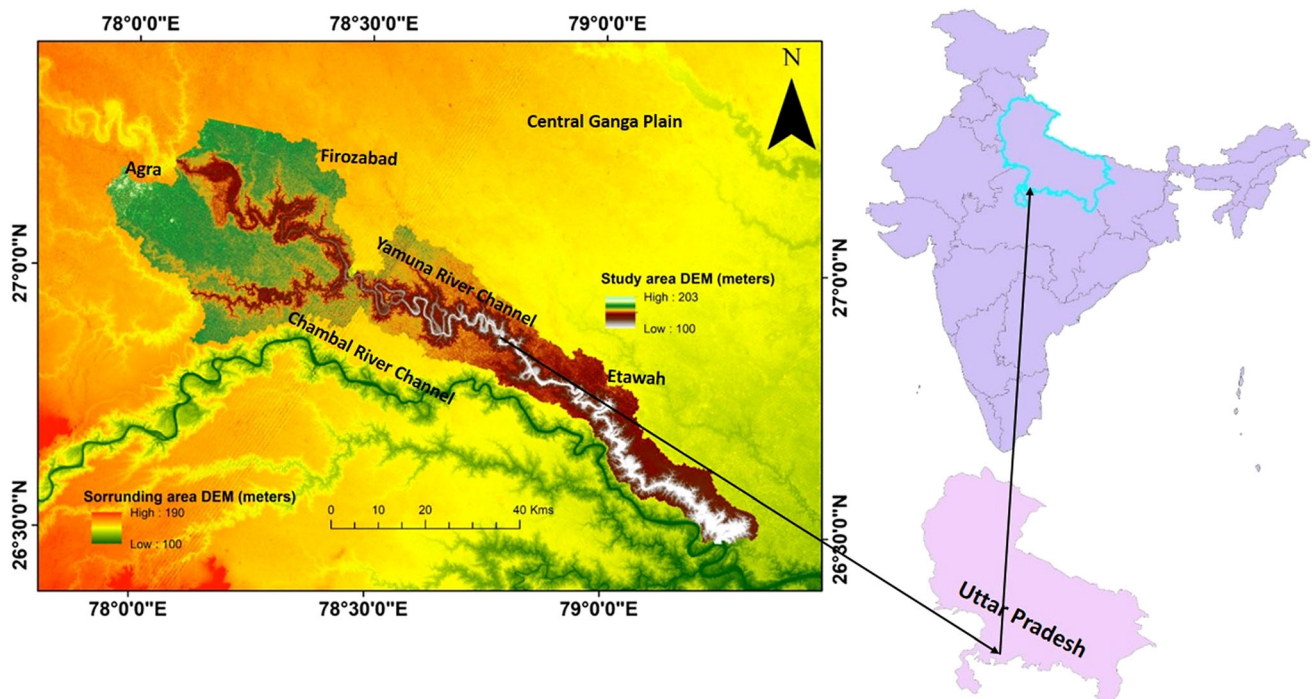 78°0'0"E
78°30'0"E
79°0'0"E
N
Central Ganga Plain
Firozabad
Agra
27°0'0"N
27°0'0"N
Yamuna River Channel
Study area DEM (meters)
High : 203
Low : 100
Chambal River Channel
Etawah
Sorrunding area DEM (meters)
High : 190
Low : 100
0 10 20 40 Kms
26°30'0"N
26°30'0"N
78°0'0"E
78°30'0"E
79°0'0"E
Uttar Pradesh